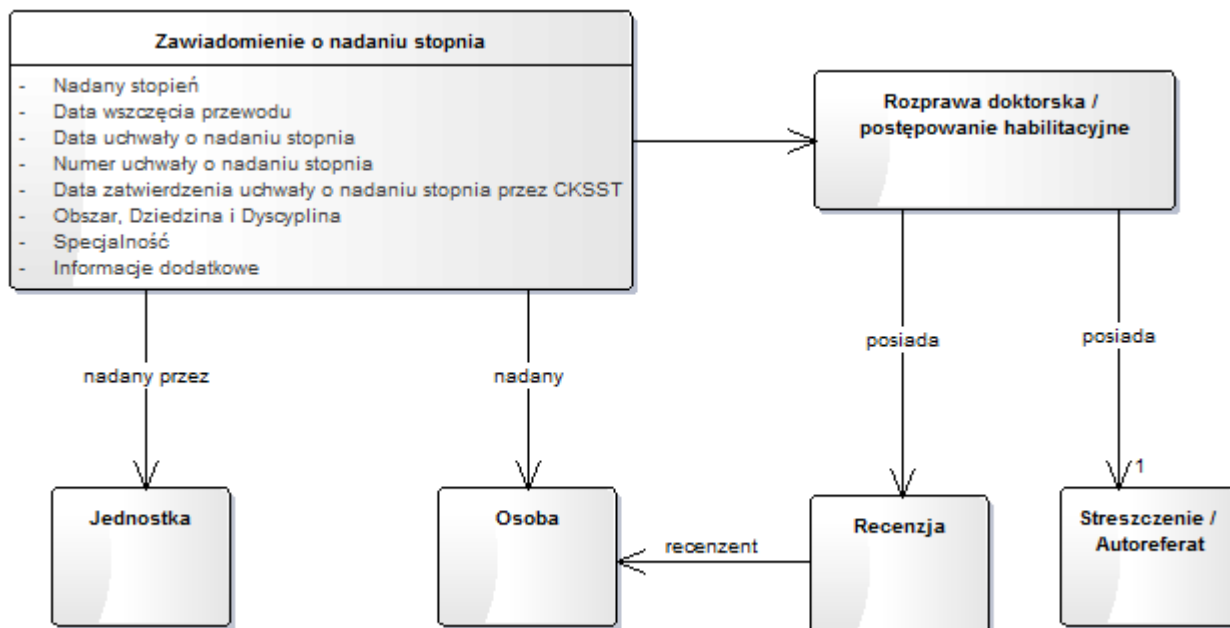 Zawiadomienie o nadaniu stopnia
- Nadany stopień
- Data wszczęcia przewodu
- Data uchwały o nadaniu stopnia
- Numer uchwały o nadaniu stopnia
- Data zatwierdzenia uchwały o nadaniu stopnia przez CKSST
- Obszar, Dziedzina i Dyscyplina
- Specjalność
- Informacje dodatkowe
Rozprawa doktorska /
postępowanie habilitacyjne
nadany przez
nadany
posiada
posiada
1
Jednostka
Osoba
recenzent
Recenzja
Streszczenie /
Autoreferat